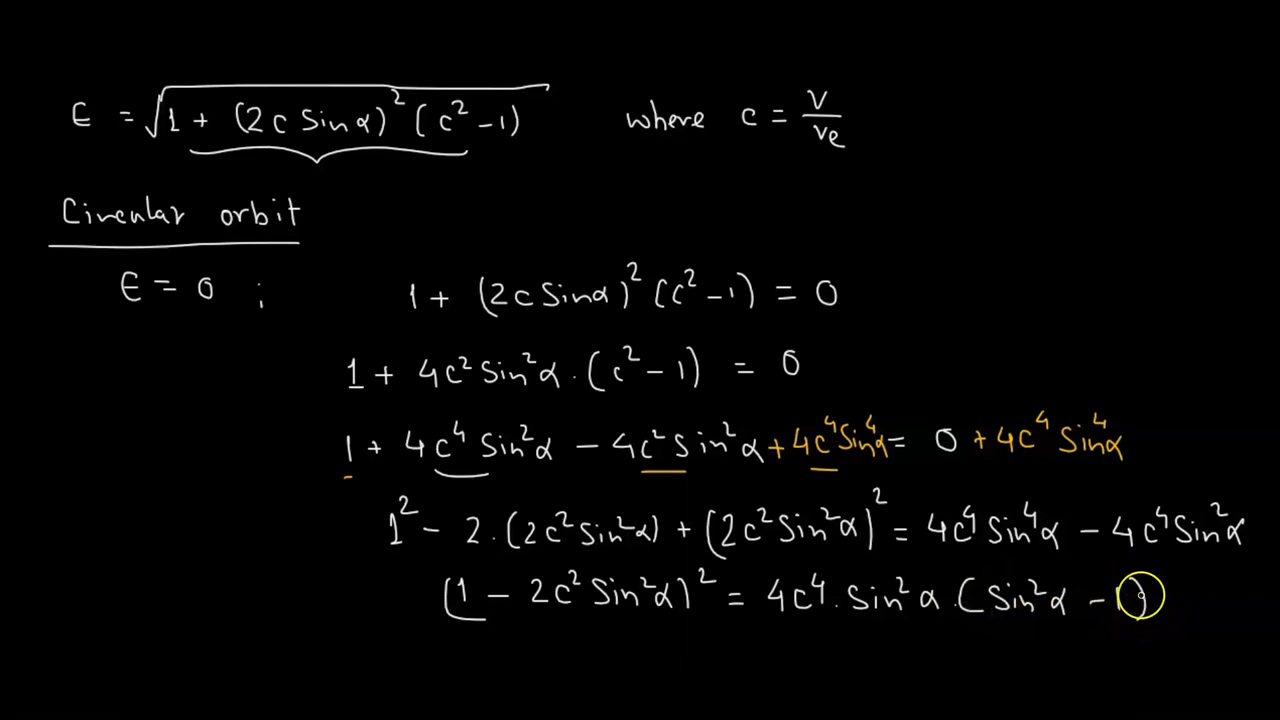 ϵ = √1 + (2c Sinα)² (c² -1) where c = v/ve
Circular orbit
ϵ = 0 ; 1 + (2c Sinα)² (c² -1) = 0
1 + 4c² Sin²α . (c² - 1) = 0
1 + 4c⁴ Sin²α - 4c² Sin²α + 4c⁴Sin⁴α = 0 + 4c⁴ Sin⁴α
1² - 2.(2c² Sin²α) + (2c² Sin²α)² = 4c⁴ Sin⁴α - 4c⁴ Sin²α
(1 - 2c² Sin²α)² = 4c⁴ . Sin²α . (Sin²α - 1)